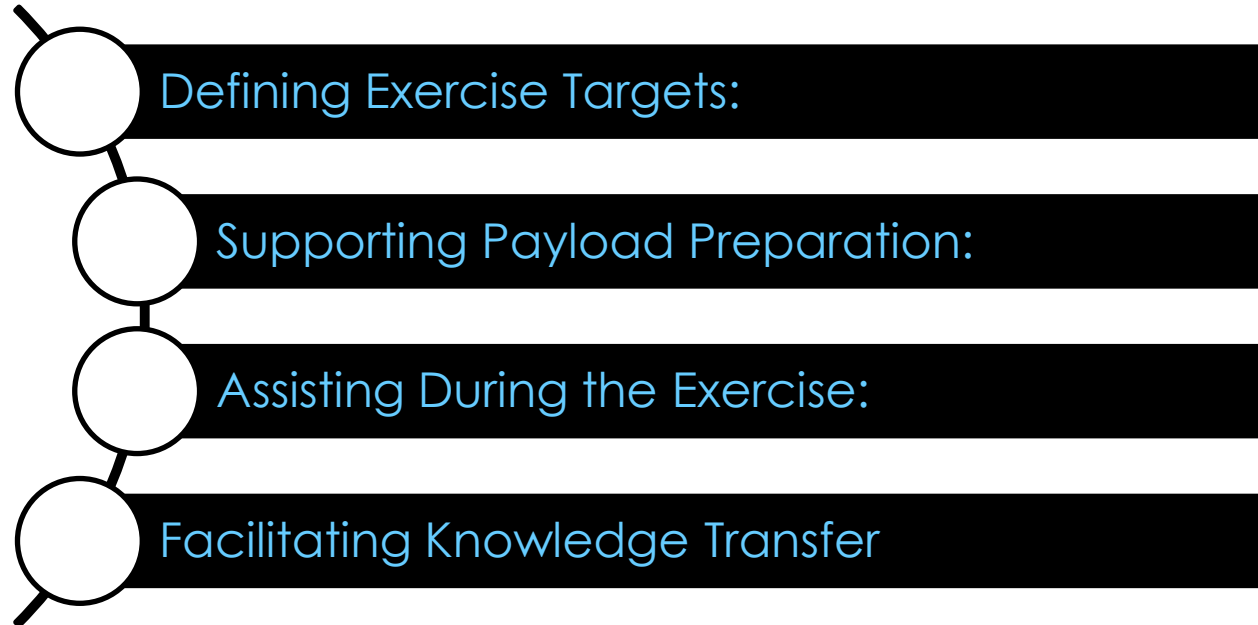 Defining Exercise Targets:
Supporting Payload Preparation:
Assisting During the Exercise:
Facilitating Knowledge Transfer